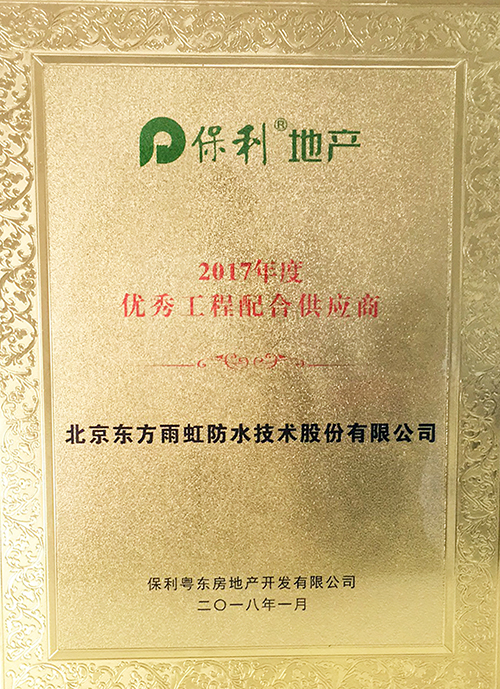 保利®地产
2017年度
优秀工程配合供应商
北京东方雨虹防水技术股份有限公司
保利粤东房地产开发有限公司
二〇一八年一月